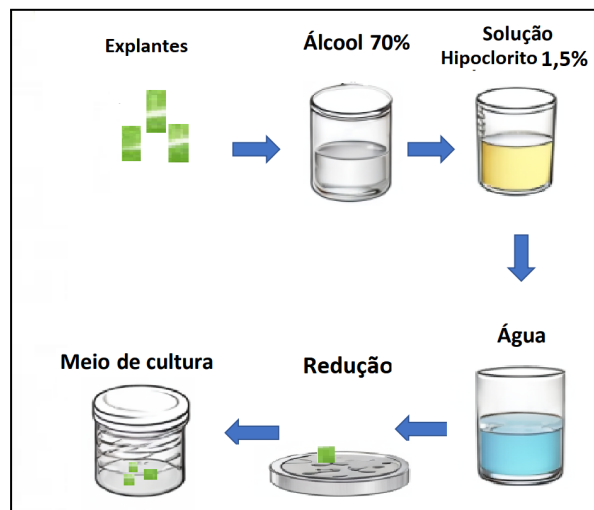 Explantes
Álcool 70%
Solução
Hipoclorito 1,5%
Água
Redução
Meio de cultura